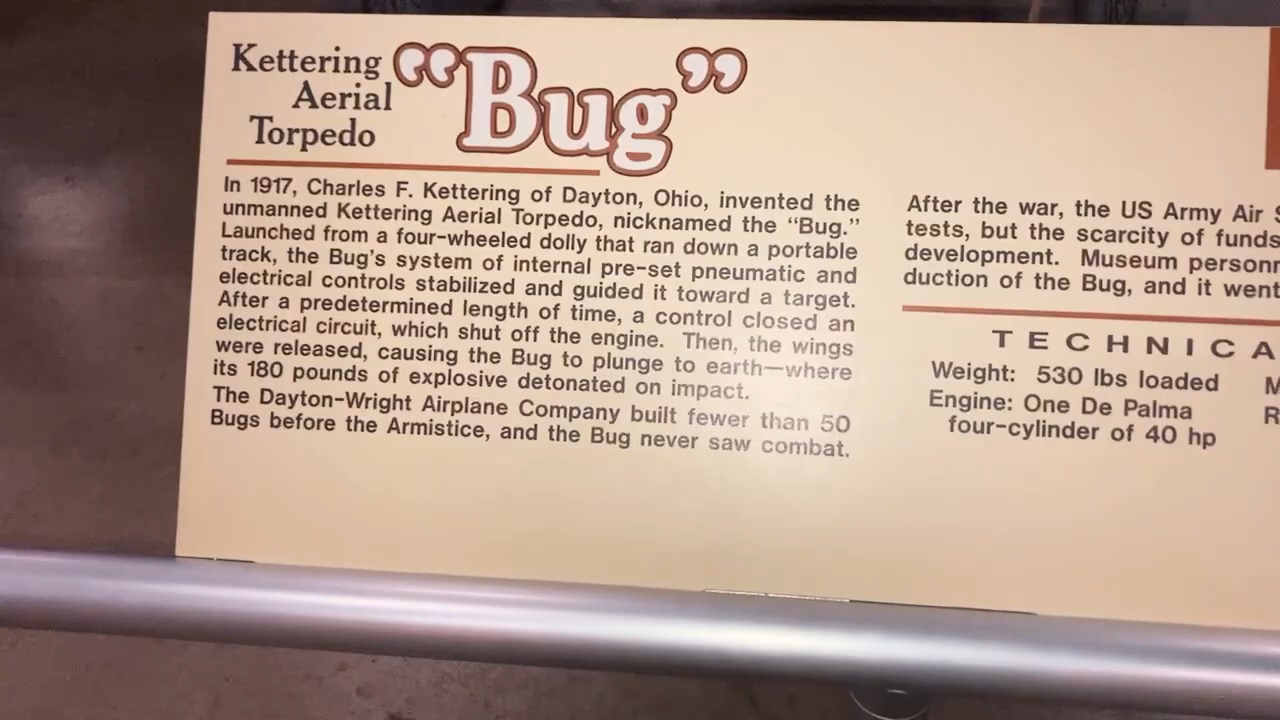 Kettering
Aerial
Torpedo
“Bug”
In 1917, Charles F. Kettering of Dayton, Ohio, invented the
unmanned Kettering Aerial Torpedo, nicknamed the “Bug.”
Launched from a four-wheeled dolly that ran down a portable
track, the Bug’s system of internal pre-set pneumatic and
electrical controls stabilized and guided it toward a target.
After a predetermined length of time, a control closed an
electrical circuit, which shut off the engine. Then, the wings
were released, causing the Bug to plunge to earth—where
its 180 pounds of explosive detonated on impact.
The Dayton-Wright Airplane Company built fewer than 50
Bugs before the Armistice, and the Bug never saw combat.
After the war, the US Army Air
tests, but the scarcity of funds
development. Museum
duction of the Bug, and it went
TECHNICA
Weight: 530 lbs loaded
Engine: One De Palma
four-cylinder of 40 hp